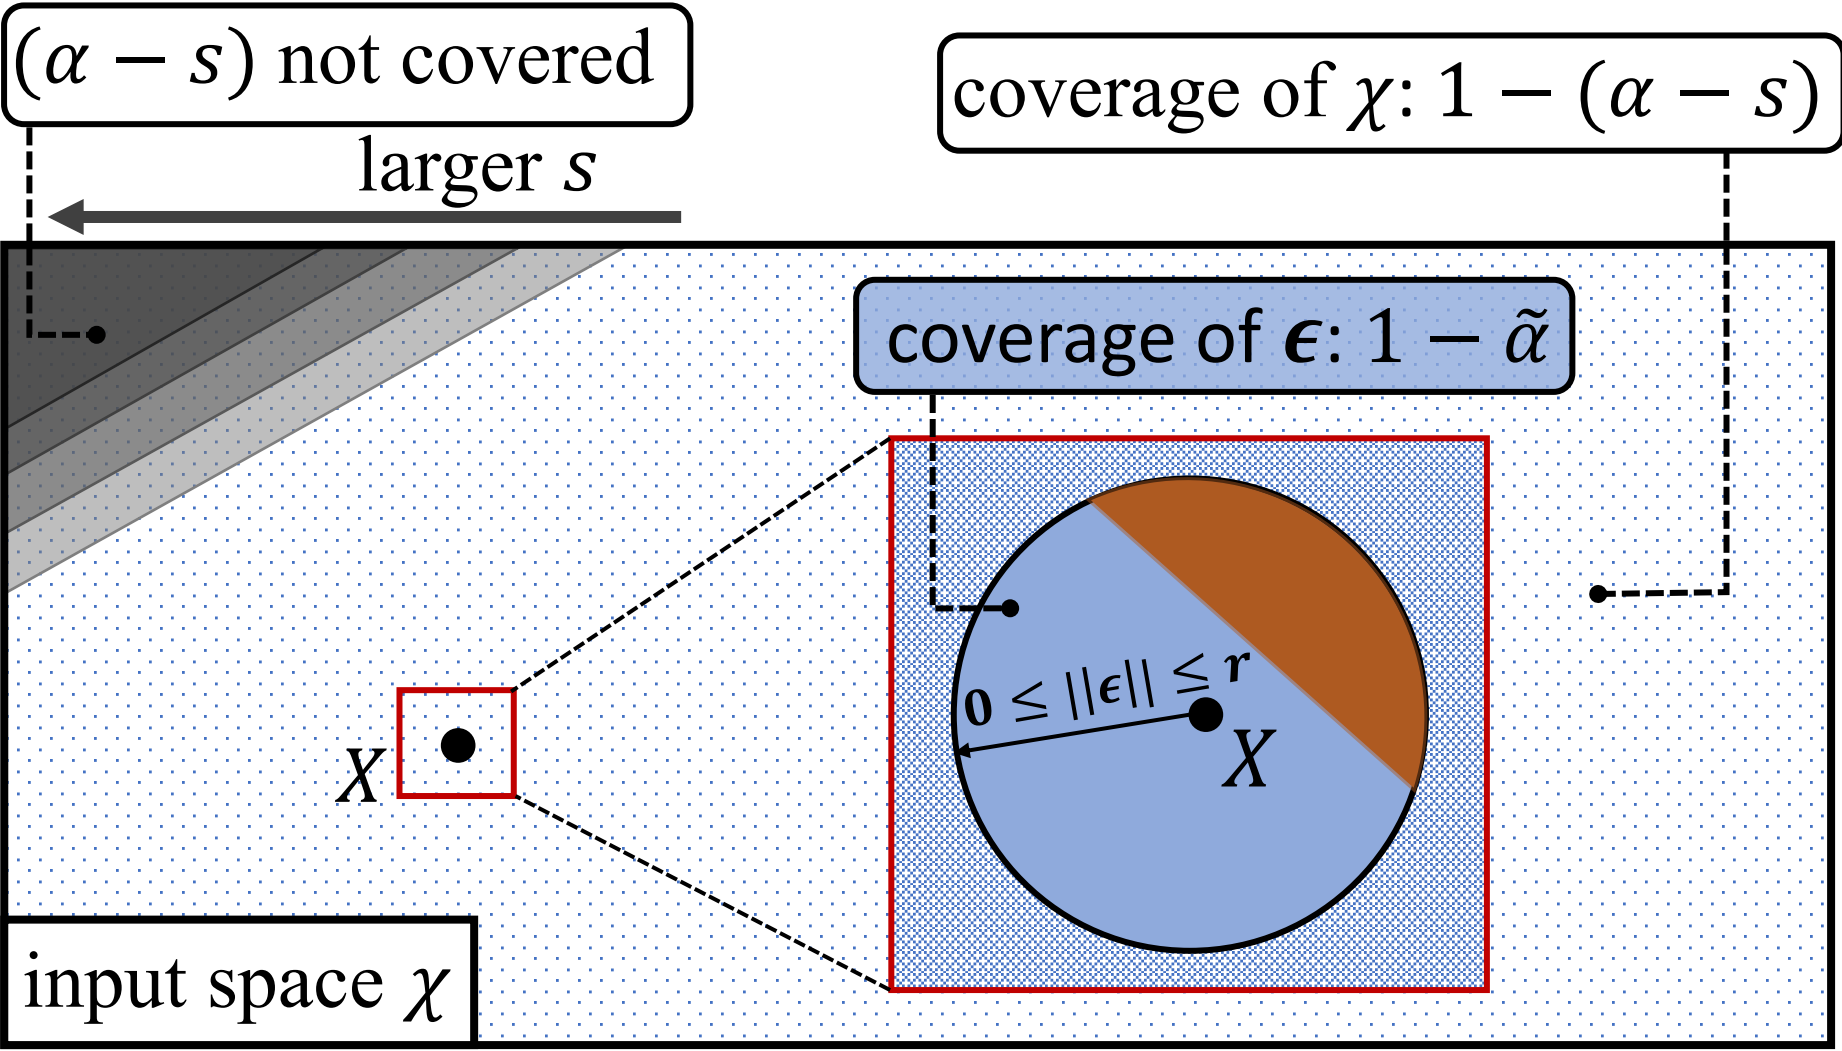 (α − s) not covered
coverage of χ: 1 − (α − s)
larger s
coverage of ϵ: 1 − α̃
0 ≤ ||ϵ|| ≤ r
X
X
input space χ